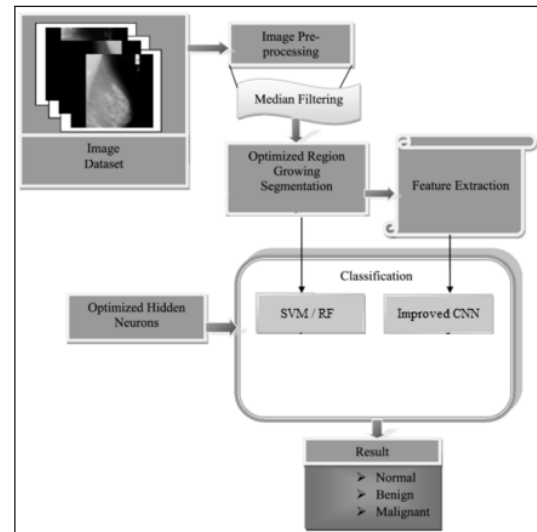 Image Pre-
processing
Median Filtering
Image
Dataset
Optimized Region
Growing
Segmentation
Feature Extraction
Classification
Optimized Hidden
Neurons
SVM / RF
Improved CNN
Result
➤ Normal
➤ Benign
➤ Malignant